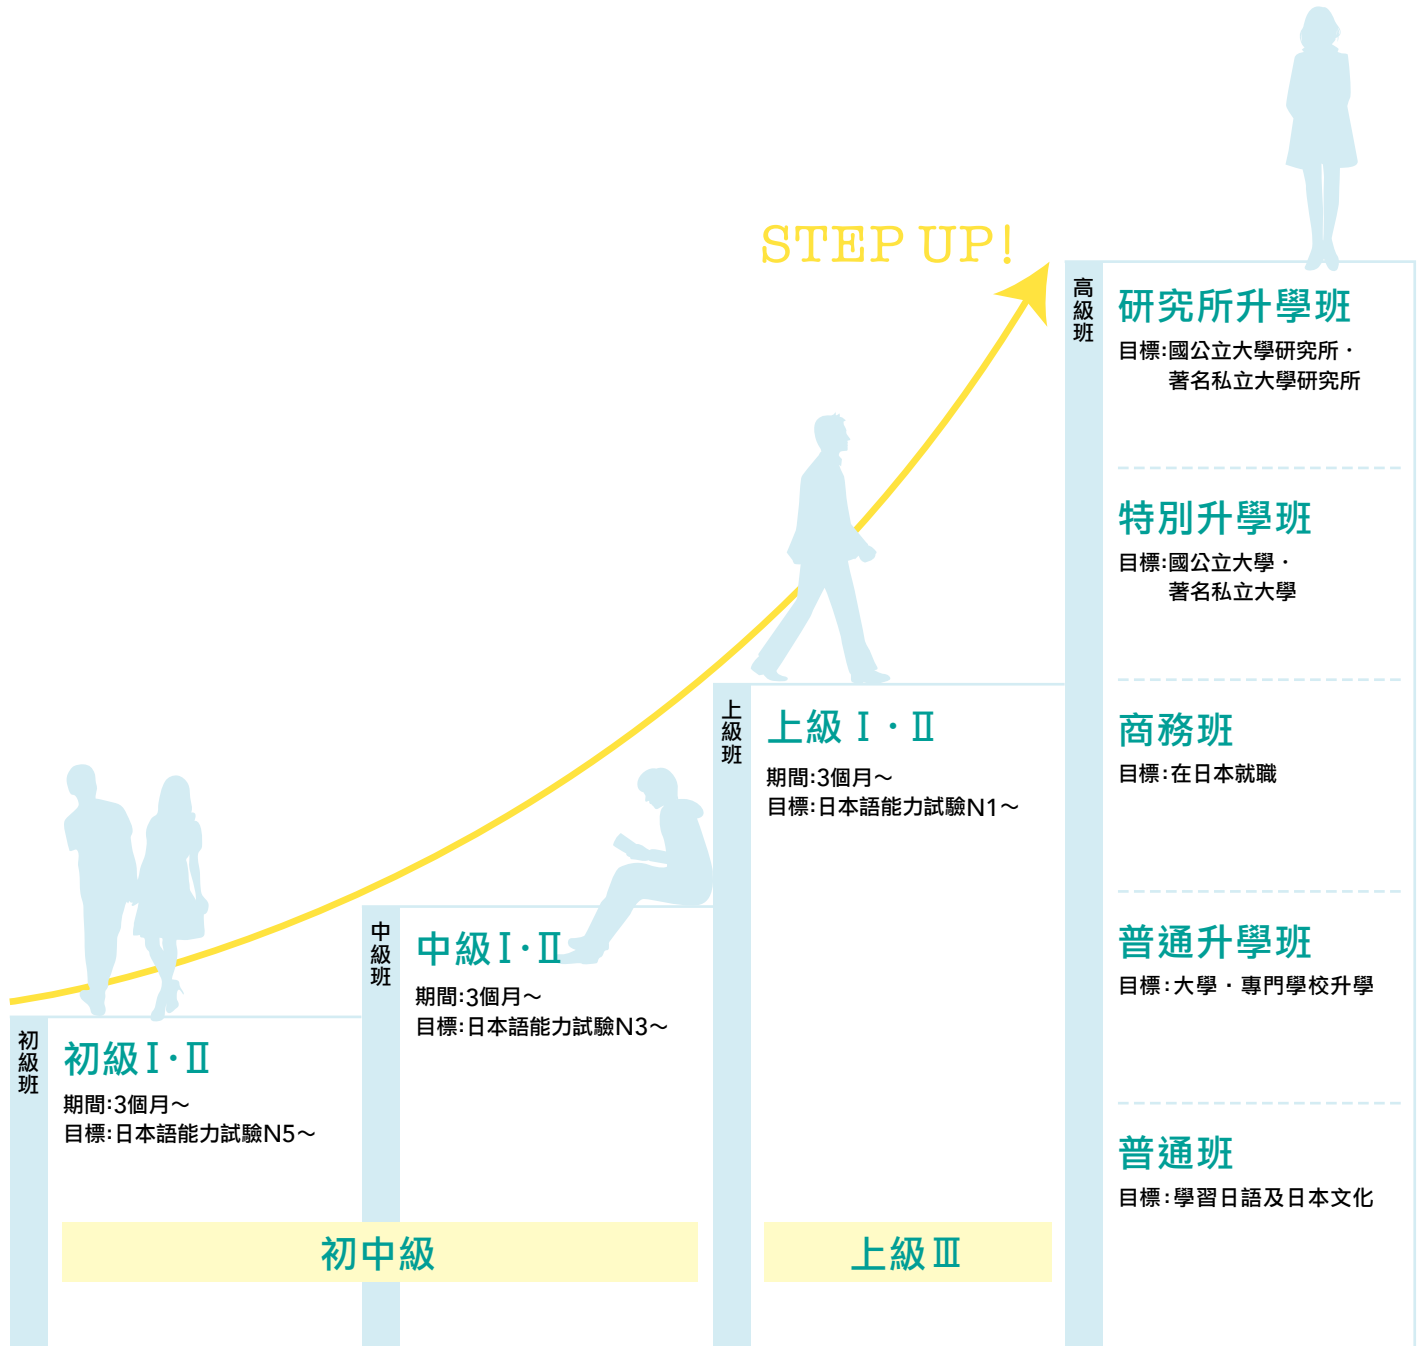 STEP UP!
初級班
初級Ⅰ・Ⅱ
期間:3個月～
目標:日本語能力試驗N5～
中級班
中級Ⅰ・Ⅱ
期間:3個月～
目標:日本語能力試驗N3～
初中級
上級班
上級Ⅰ・Ⅱ
期間:3個月～
目標:日本語能力試驗N1～
上級Ⅲ
高級班
研究所升學班
目標:國公立大學研究所・
著名私立大學研究所
特別升學班
目標:國公立大學・
著名私立大學
商務班
目標:在日本就職
普通升學班
目標:大學・專門學校升學
普通班
目標:學習日語及日本文化